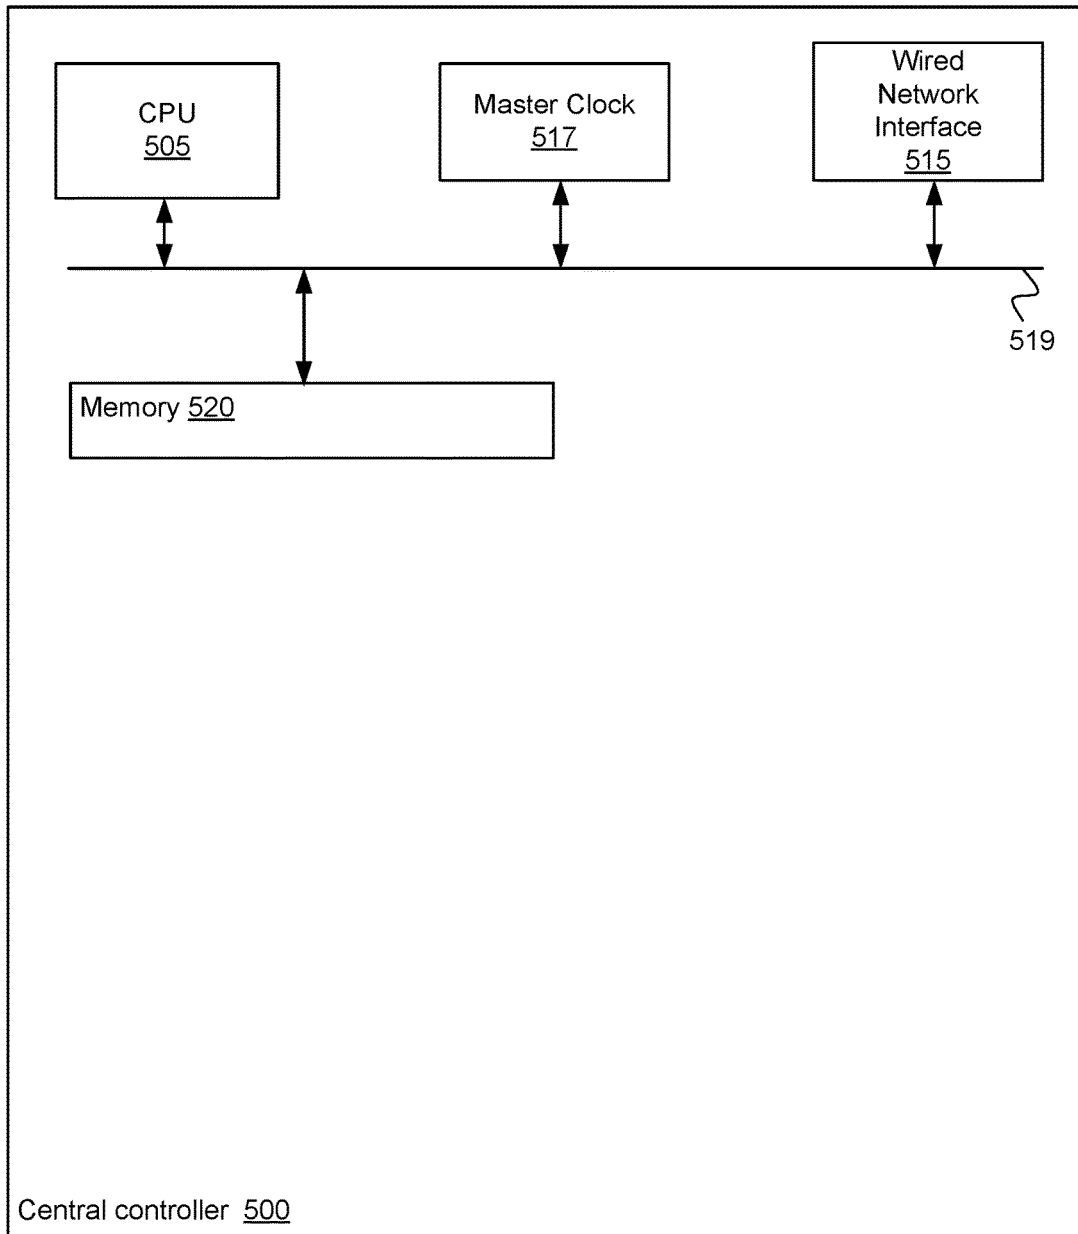 CPU
505
Master Clock
517
Wired
Network
Interface
515
519
Memory 520
Central controller 500